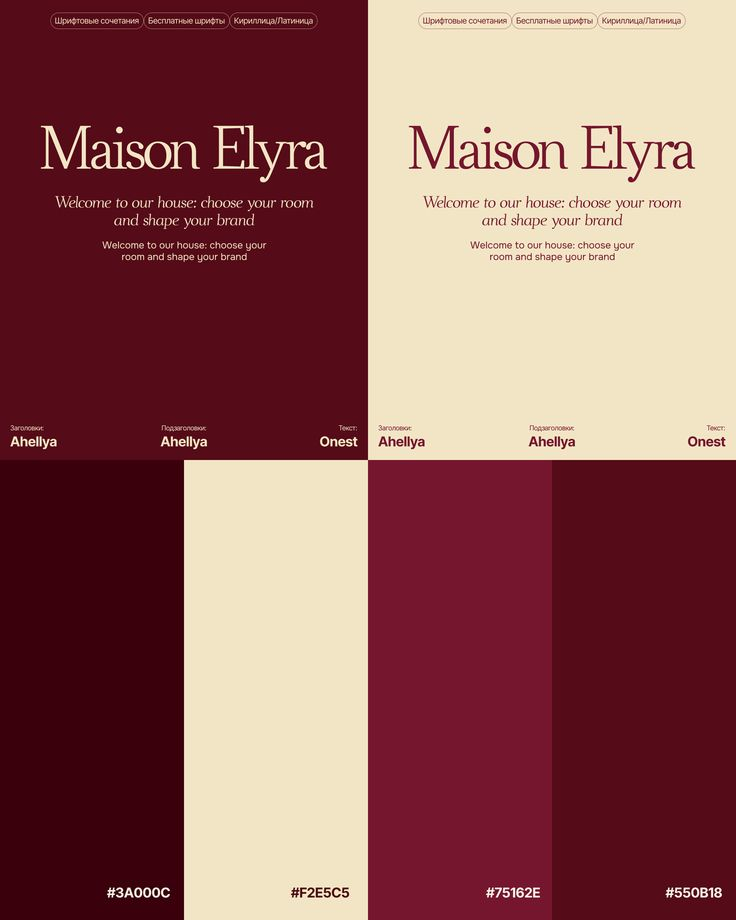 Шрифтовые сочетания Бесплатные шрифты Кириллица/Латиница
Maison Elyra
Welcome to our house: choose your room
and shape your brand
Welcome to our house: choose your
room and shape your brand
Заголовки: Подзаголовки: Текст:
Ahellya Ahellya Onest
Шрифтовые сочетания Бесплатные шрифты Кириллица/Латиница
Maison Elyra
Welcome to our house: choose your room
and shape your brand
Welcome to our house: choose your
room and shape your brand
Заголовки: Подзаголовки: Текст:
Ahellya Ahellya Onest
#3A000C #F2E5C5 #75162E #550B18